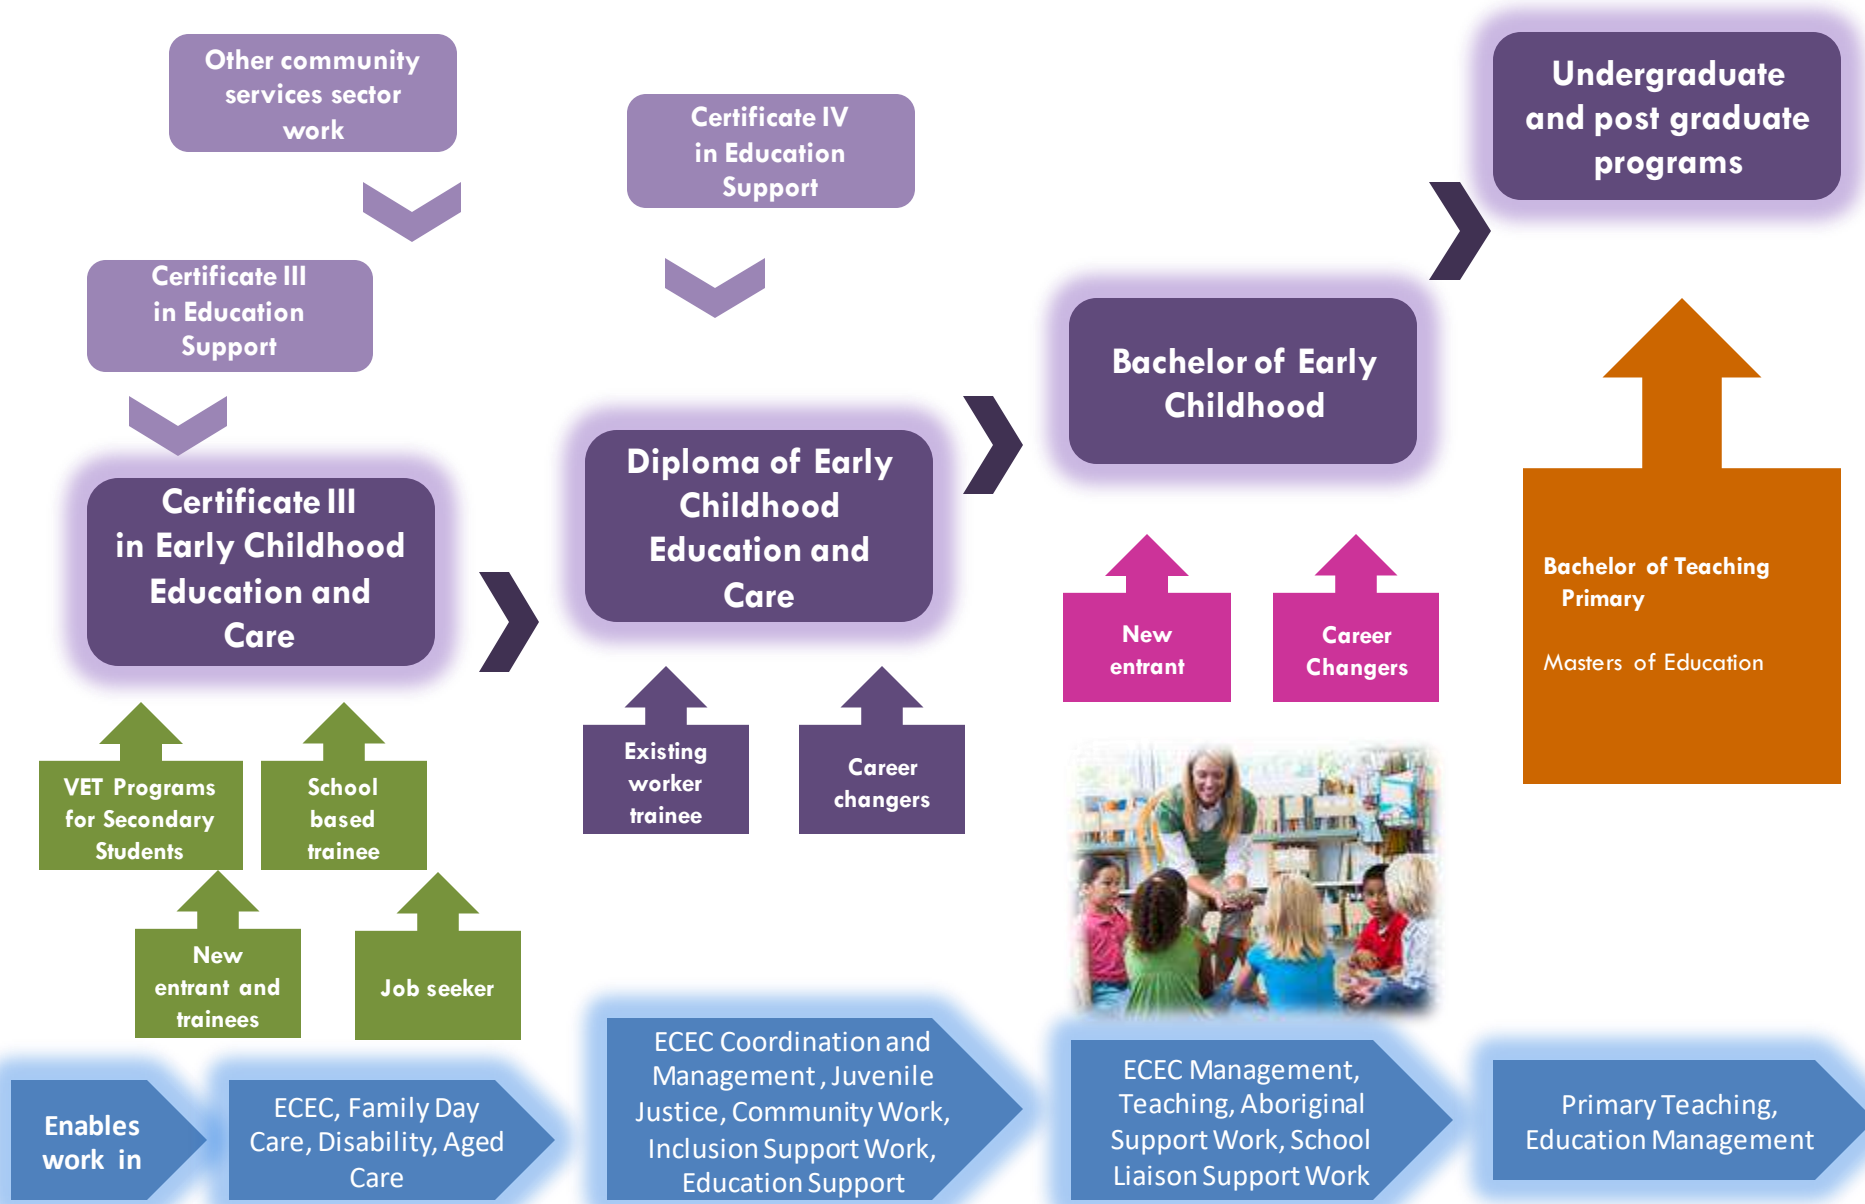 Other community
services sector
work
Certificate IV
in Education
Support
Undergraduate
and post graduate
programs
Certificate III
in Education
Support
Bachelor of Early
Childhood
Diploma of Early
Childhood
Education and
Care
Certificate III
in Early Childhood
Education and
Care
Bachelor of Teaching
Primary
Masters of Education
New
entrant
Career
Changers
VET Programs
for Secondary
Students
School
based
trainee
Existing
worker
trainee
Career
changers
New
entrant and
trainees
Job seeker
Enables
work in
ECEC, Family Day
Care, Disability, Aged
Care
ECEC Coordination and
Management , Juvenile
Justice, Community Work,
Inclusion Support Work,
Education Support
ECEC Management,
Teaching, Aboriginal
Support Work, School
Liaison Support Work
Primary Teaching,
Education Management